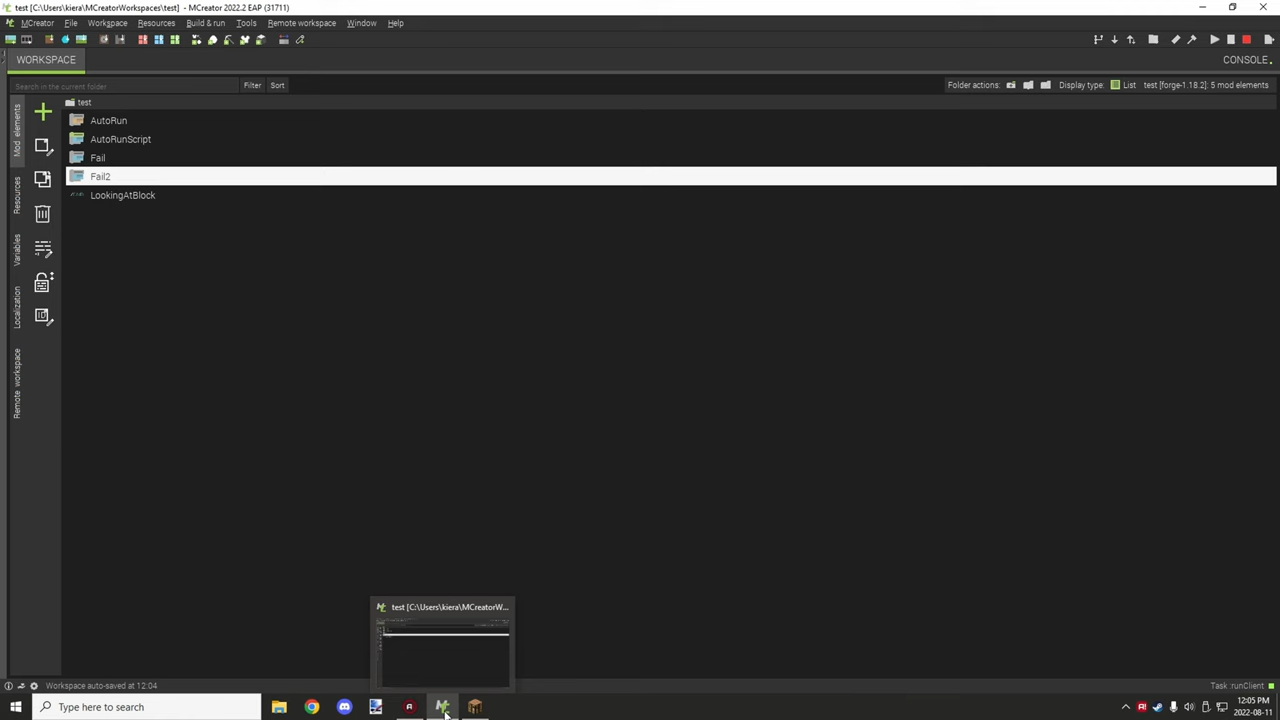 test [C:\Users\kiera\MCreatorWorkspaces\test] - MCreator 2022.2 EAP (31711)
MCreator File Workspace Resources Build & run Tools Remote workspace Window Help
WORKSPACE CONSOLE
Search in the current folder Filter Sort Folder actions: Display type: List test [forge-1.18.2]: 5 mod elements
test
AutoRun
AutoRunScript
Fail
Fail2
LookingAtBlock
Mod elements
Resources
Variables
Localization
Remote workspace
test [C:\Users\kiera\MCreatorW...
Workspace auto-saved at 12:04 Task :runClient
Type here to search
12:05 PM
2022-08-11